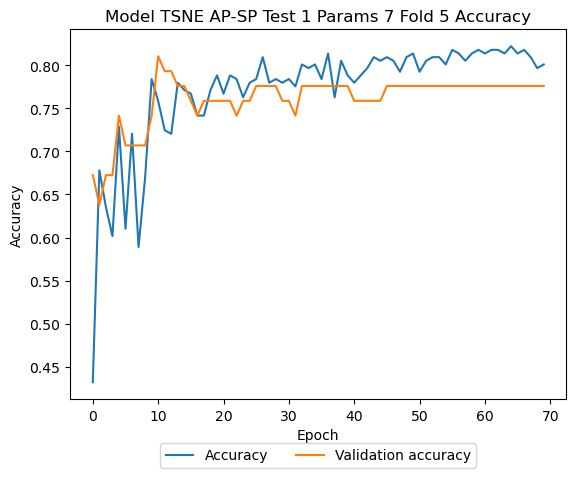 Model TSNE AP-SP Test 1 Params 7 Fold 5 Accuracy
Accuracy
0.80
0.75
0.70
0.65
0.60
0.55
0.50
0.45
0 10 20 30 40 50 60 70
Epoch
Accuracy Validation accuracy